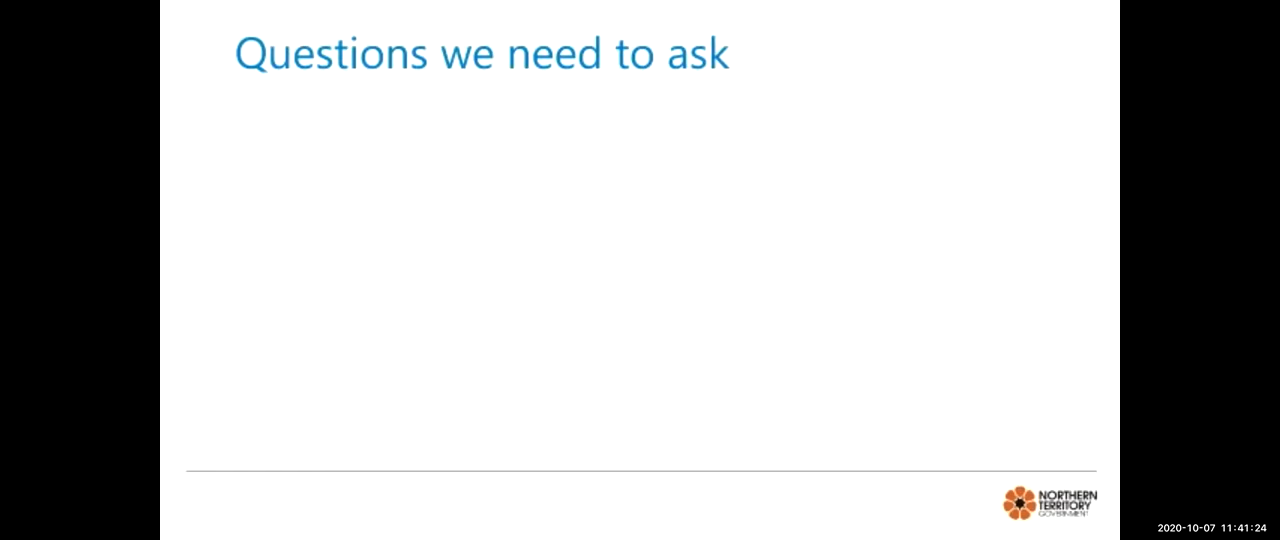 Questions we need to ask
NORTHERN
TERRITORY
GOVERNMENT
2020-10-07 11:41:24